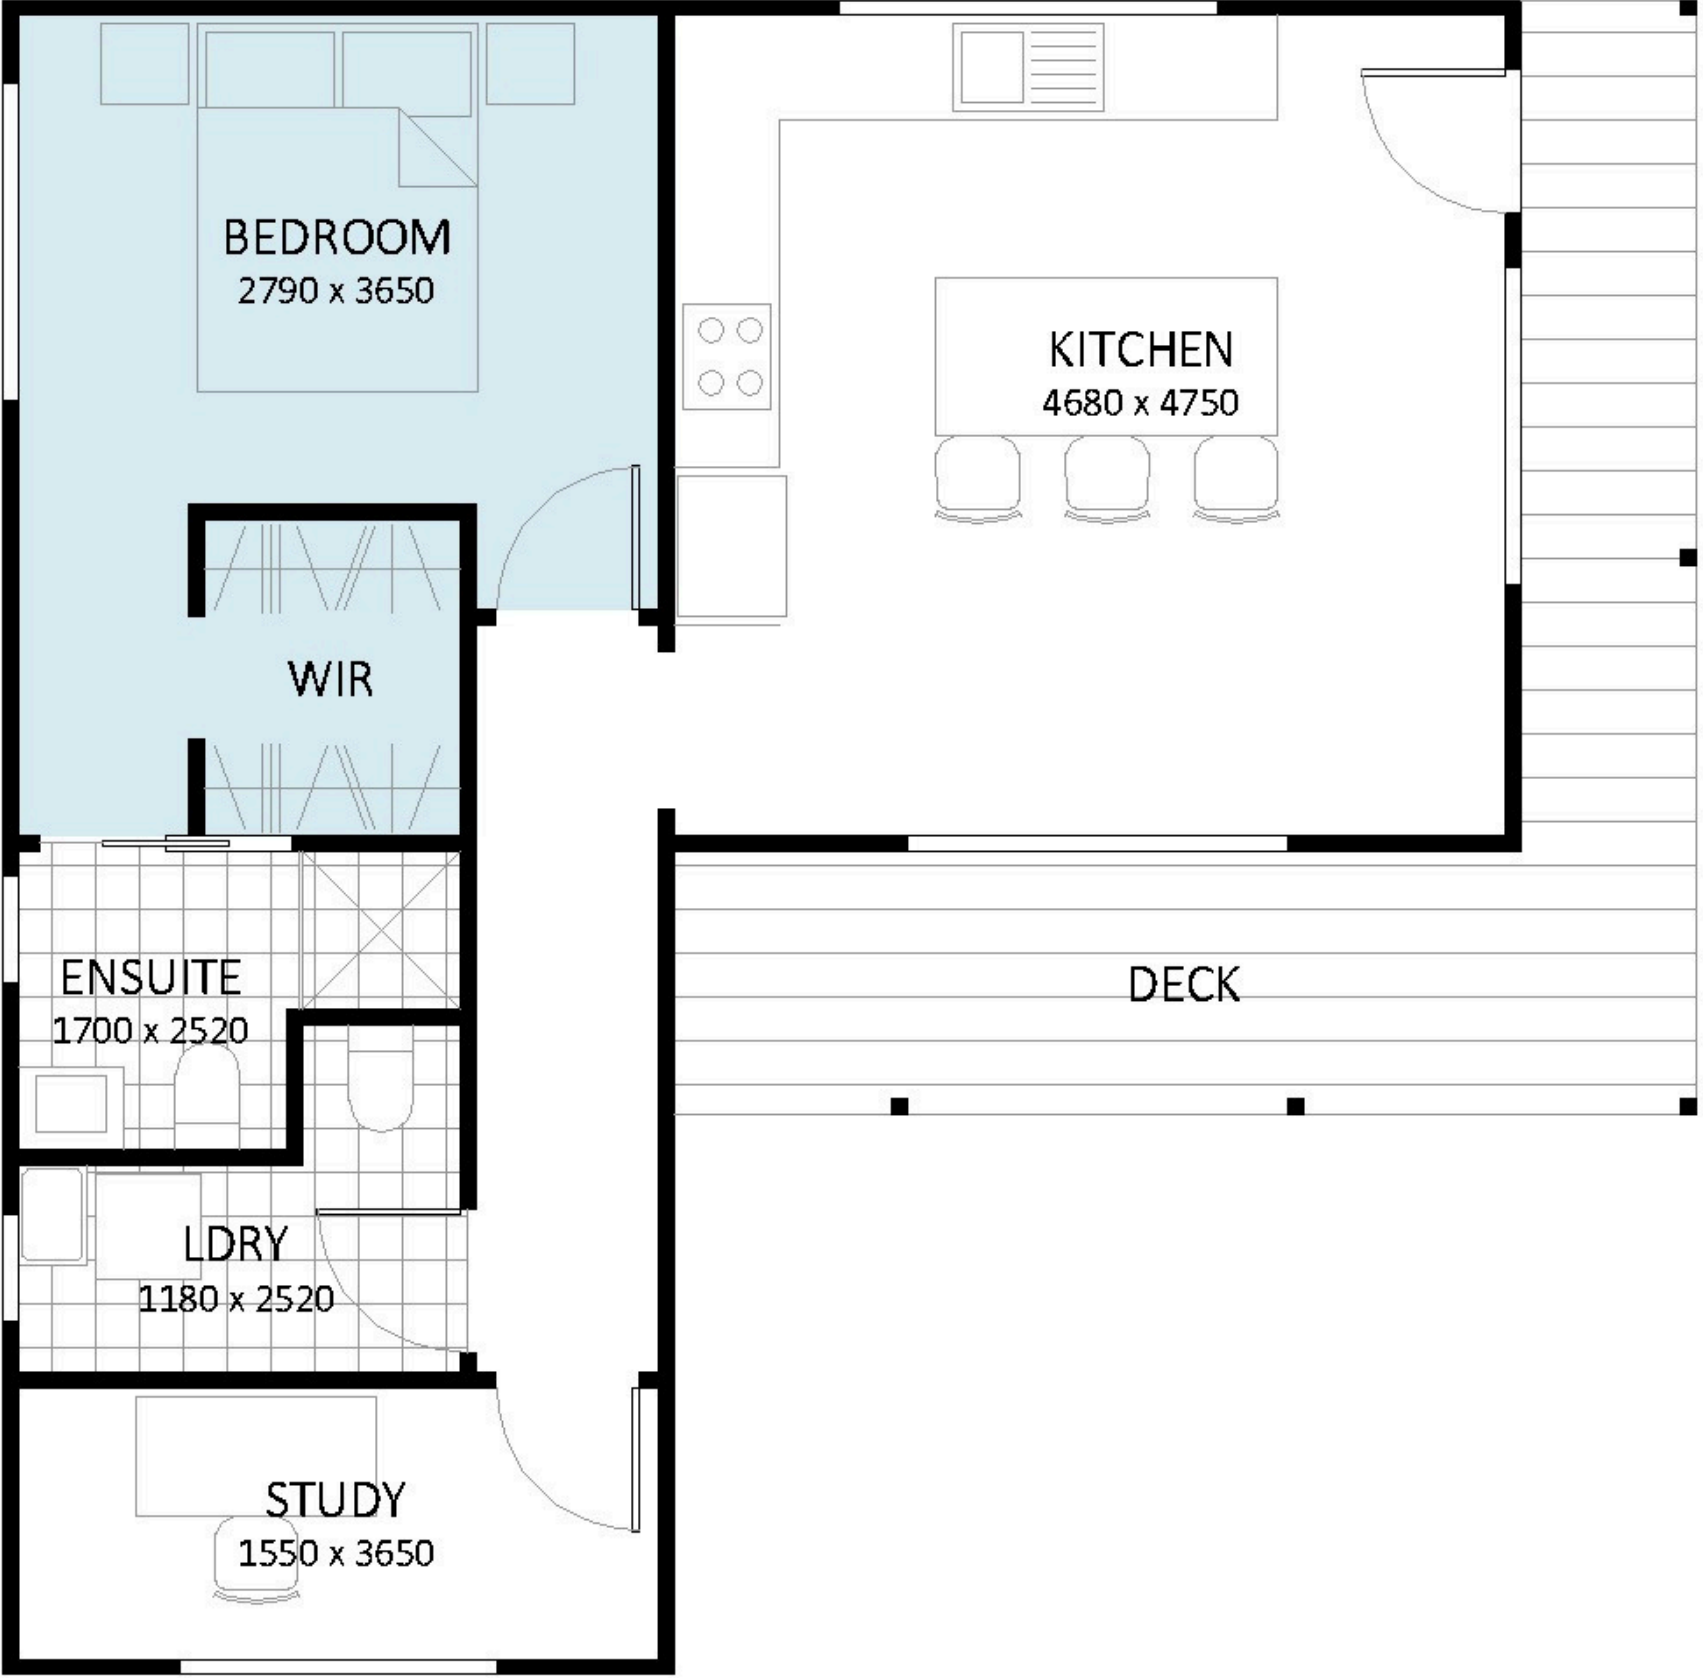 BEDROOM
2790 x 3650
KITCHEN
4680 x 4750
WIR
ENSUITE
1700 x 2520
DECK
LDRY
1180 x 2520
STUDY
1550 x 3650